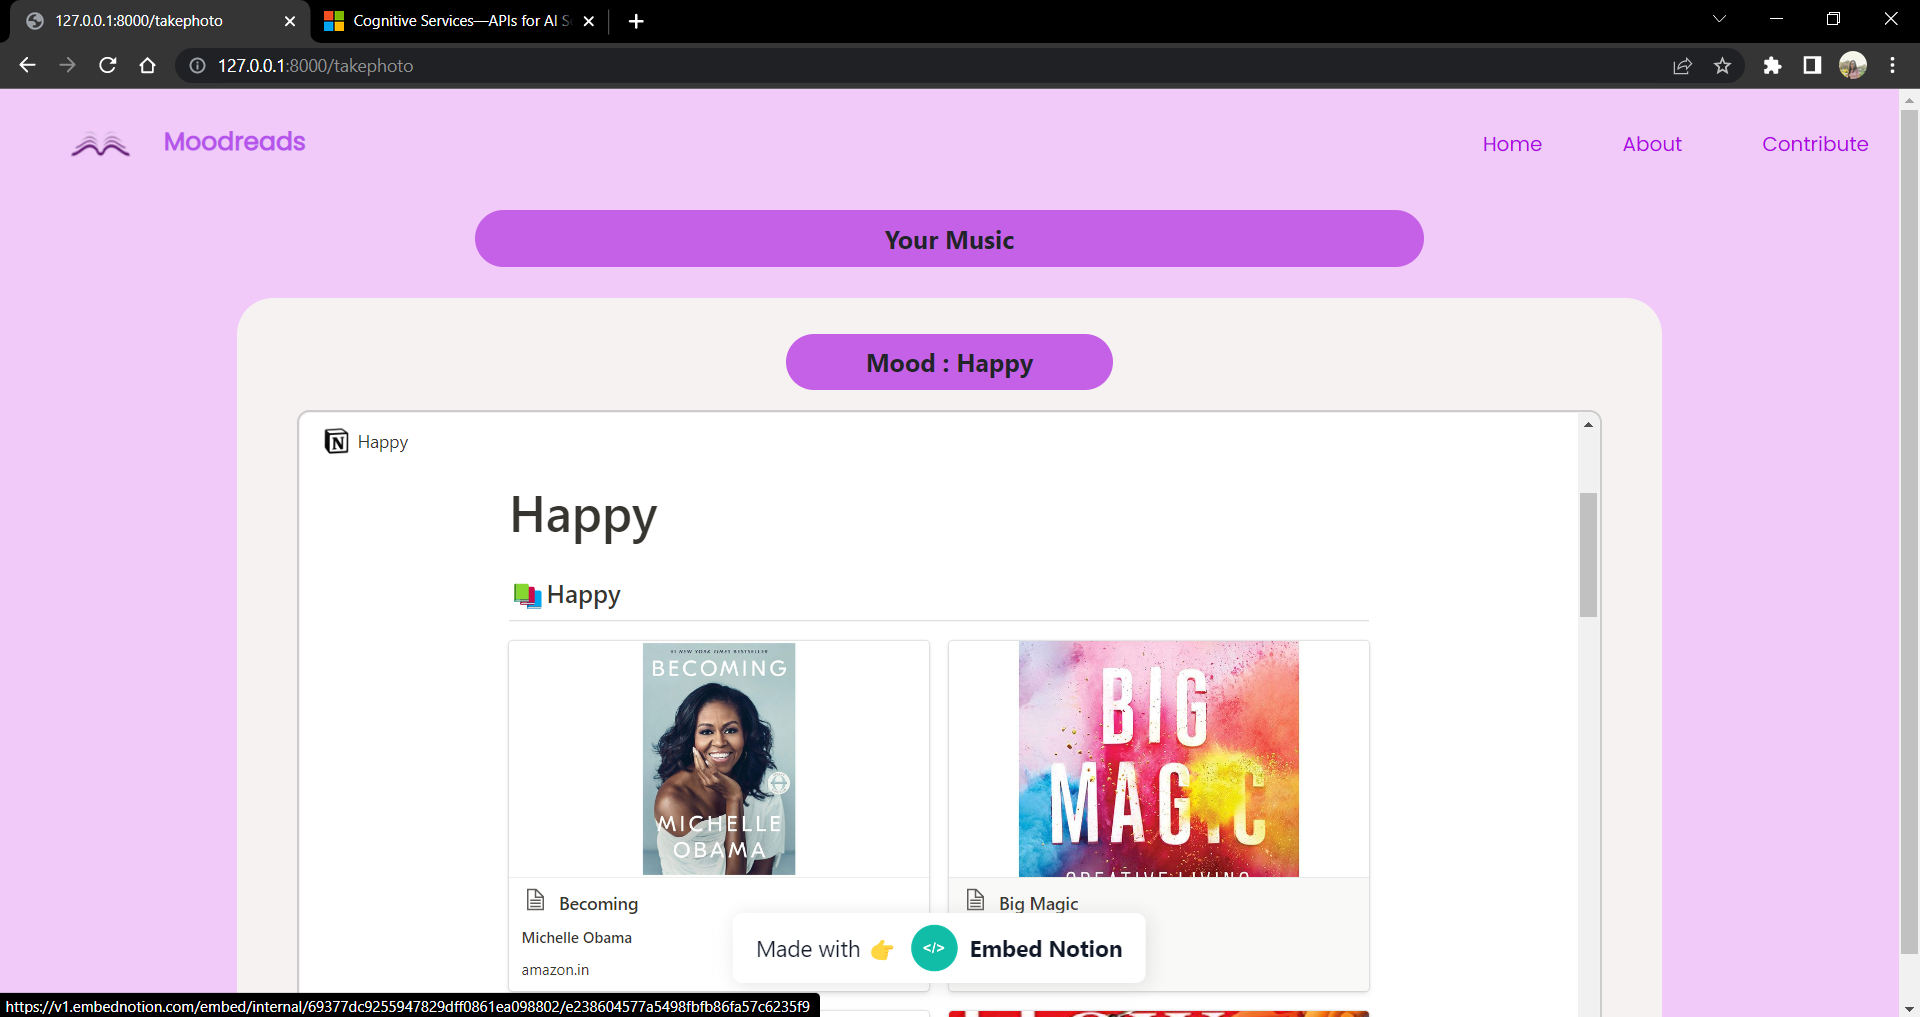 127.0.0.1:8000/takephoto
Cognitive Services—APIs for AI S
127.0.0.1:8000/takephoto
Moodreads
Home
About
Contribute
Your Music
Mood : Happy
Happy
Happy
Happy
#1 NEW YORK TIMES BESTSELLER
BECOMING
MICHELLE
OBAMA
BIG
MAGIC
CREATIVE LIVING
Becoming
Michelle Obama
amazon.in
Big Magic
Made with 👉 </> Embed Notion
https://v1.embednotion.com/embed/internal/69377dc9255947829dff0861ea098802/e238604577a5498fbfb86fa57c6235f9